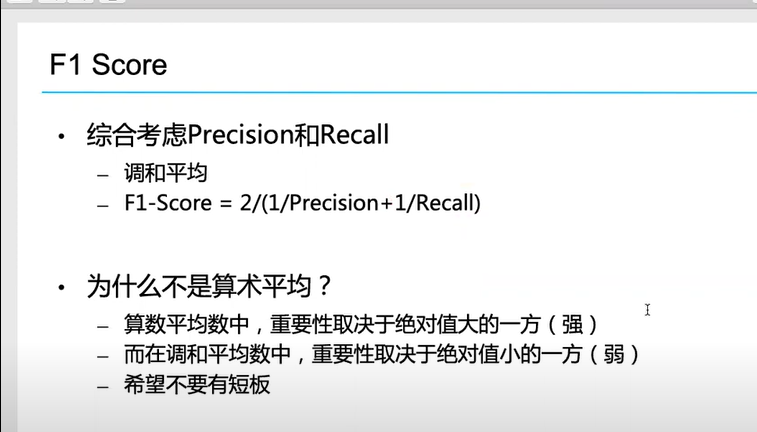 F1 Score
• 综合考虑Precision和Recall
– 调和平均
– F1-Score = 2/(1/Precision+1/Recall)
• 为什么不是算术平均？
– 算数平均数中，重要性取决于绝对值大的一方（强）
– 而在调和平均数中，重要性取决于绝对值小的一方（弱）
– 希望不要有短板